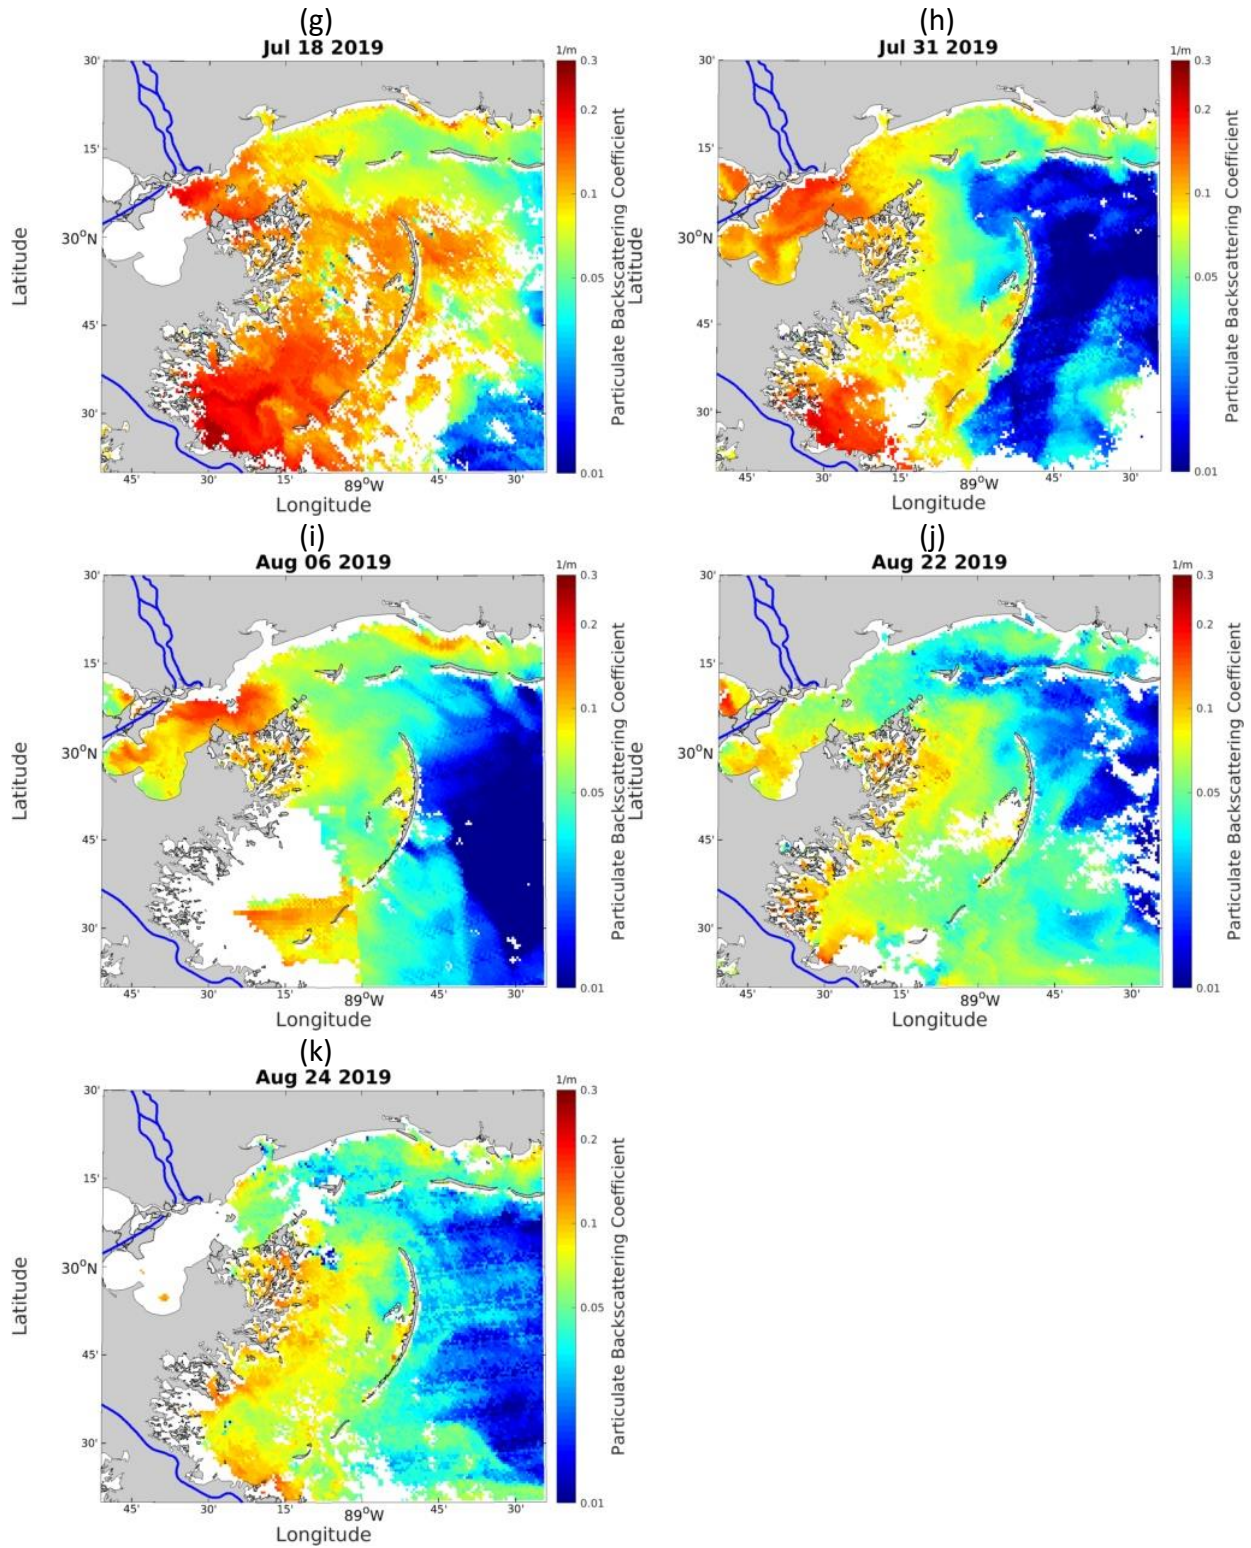 (g)
Jul 18 2019
1/m
30'
15'
30°N
45'
30'
45'
30'
15'
89°W
45'
30'
Latitude
Longitude
0.3
0.2
0.1
0.05
0.01
Particulate Backscattering Coefficient
(h)
Jul 31 2019
1/m
30'
15'
30°N
45'
30'
45'
30'
15'
89°W
45'
30'
Latitude
Longitude
0.3
0.2
0.1
0.05
0.01
Particulate Backscattering Coefficient
(i)
Aug 06 2019
1/m
30'
15'
30°N
45'
30'
45'
30'
15'
89°W
45'
30'
Latitude
Longitude
0.3
0.2
0.1
0.05
0.01
Particulate Backscattering Coefficient
(j)
Aug 22 2019
1/m
30'
15'
30°N
45'
30'
45'
30'
15'
89°W
45'
30'
Latitude
Longitude
0.3
0.2
0.1
0.05
0.01
Particulate Backscattering Coefficient
(k)
Aug 24 2019
1/m
30'
15'
30°N
45'
30'
45'
30'
15'
89°W
45'
30'
Latitude
Longitude
0.3
0.2
0.1
0.05
0.01
Particulate Backscattering Coefficient